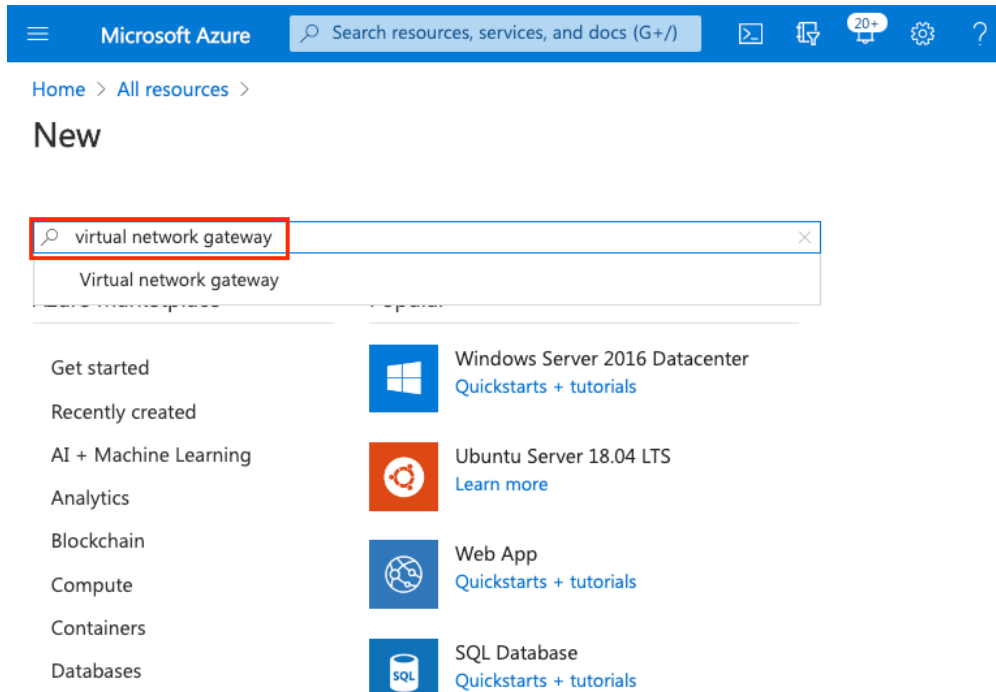 Microsoft Azure
Search resources, services, and docs (G+/)
20+
?
Home > All resources >
New
virtual network gateway
Virtual network gateway
Get started
Recently created
AI + Machine Learning
Analytics
Blockchain
Compute
Containers
Databases
Windows Server 2016 Datacenter
Quickstarts + tutorials
Ubuntu Server 18.04 LTS
Learn more
Web App
Quickstarts + tutorials
SQL
SQL Database
Quickstarts + tutorials